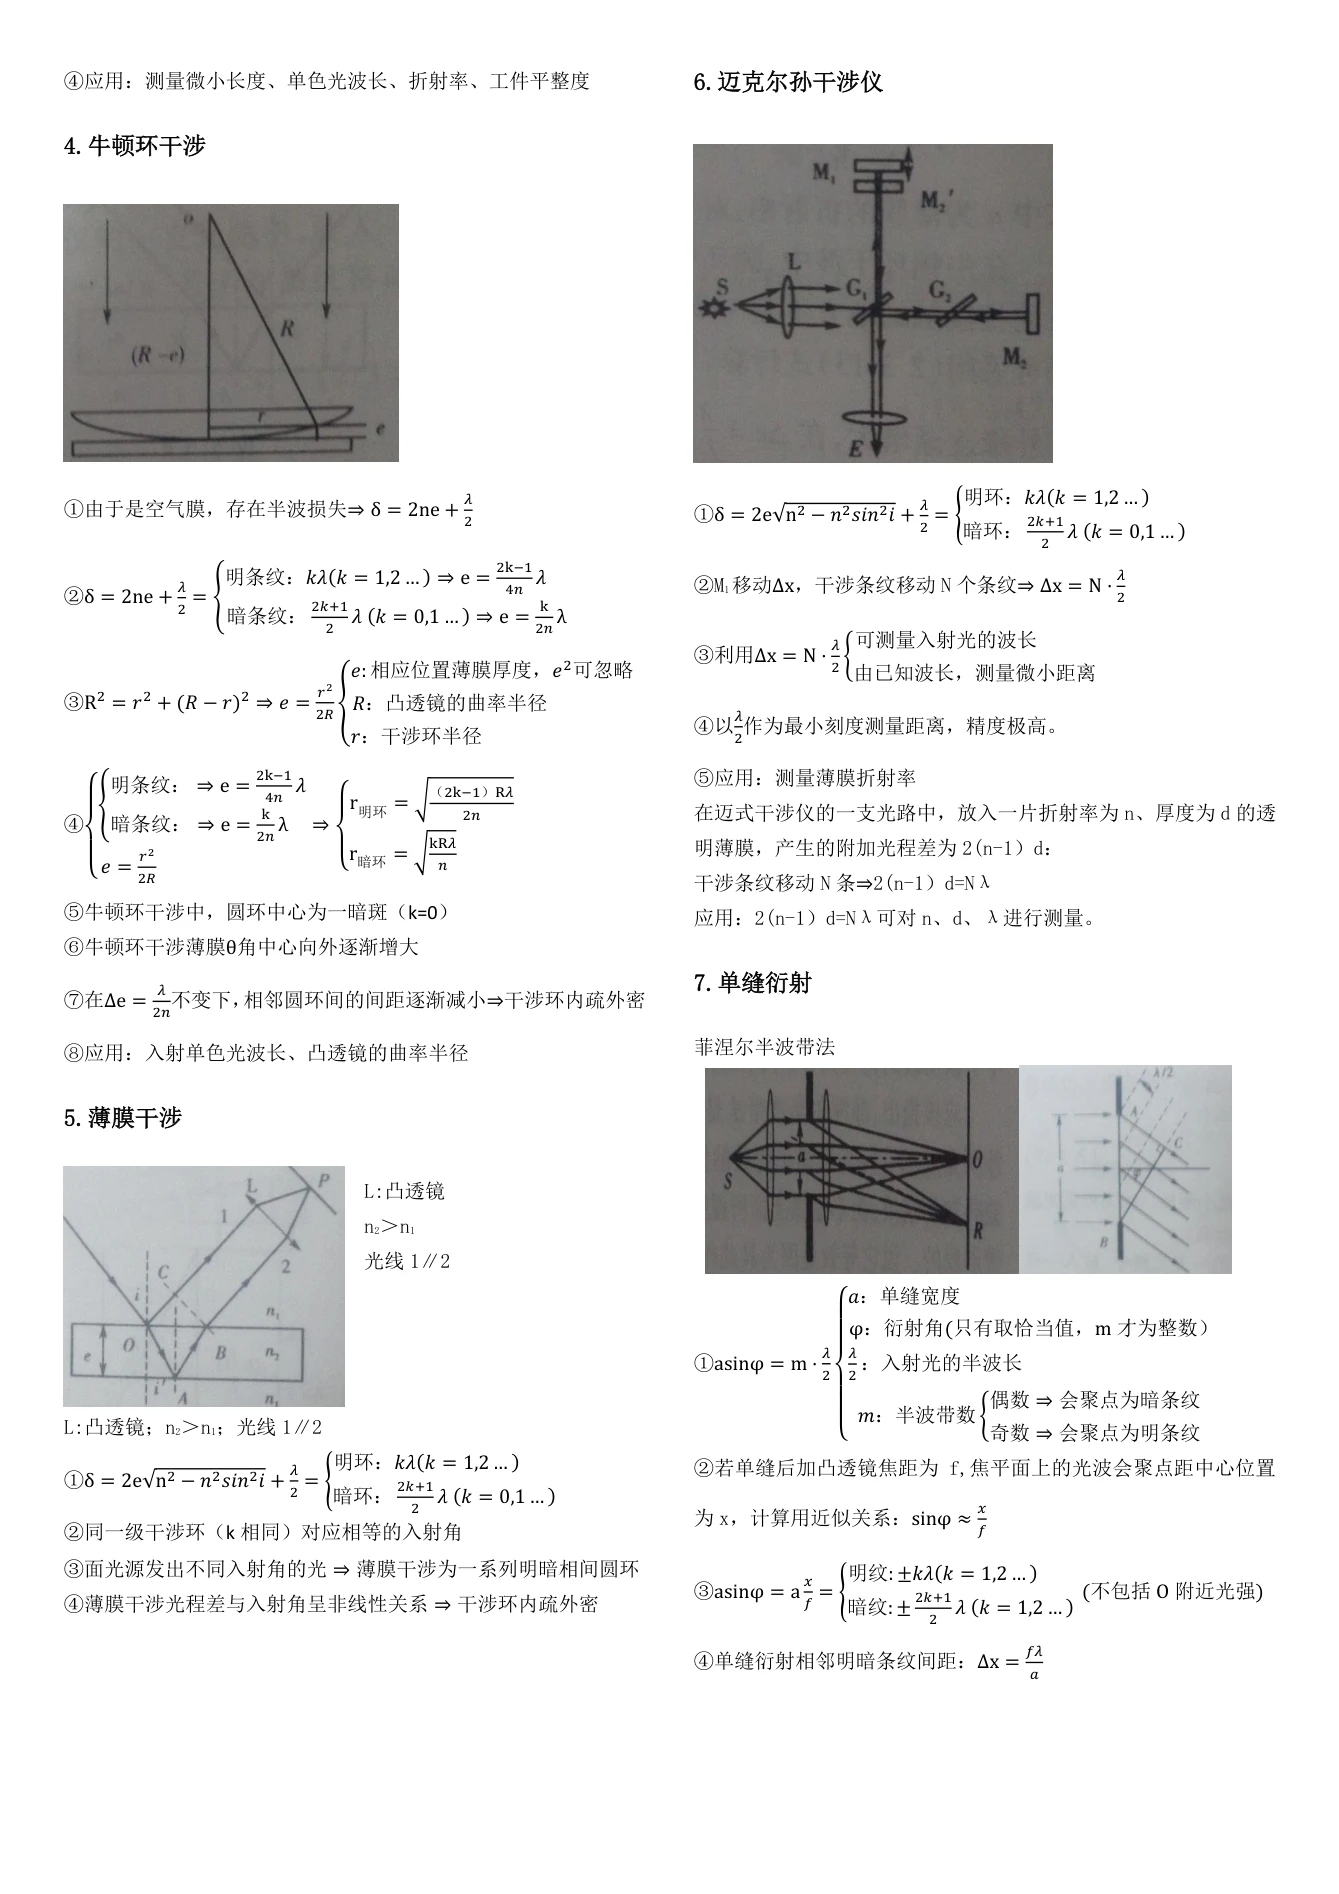 ④应用：测量微小长度、单色光波长、折射率、工件平整度
4.牛顿环干涉
o
R
(R-e)
r
e
①由于是空气膜，存在半波损失⇒ δ = 2ne + λ/2
②δ = 2ne + λ/2 = {明条纹：kλ(k = 1,2 … ) ⇒ e = (2k−1)/4n λ
暗条纹： (2k+1)/2 λ (k = 0,1 … ) ⇒ e = k/2n λ
③R² = r² + (R − r)² ⇒ e = r²/2R {e: 相应位置薄膜厚度，e²可忽略
R：凸透镜的曲率半径
r：干涉环半径
④{{明条纹： ⇒ e = (2k−1)/4n λ
暗条纹： ⇒ e = k/2n λ
e = r²/2R
⇒ {r明环 = √(（2k−1）Rλ/2n)
r暗环 = √(kRλ/n)
⑤牛顿环干涉中，圆环中心为一暗斑（k=0）
⑥牛顿环干涉薄膜θ角中心向外逐渐增大
⑦在Δe = λ/2n 不变下，相邻圆环间的间距逐渐减小⇒干涉环内疏外密
⑧应用：入射单色光波长、凸透镜的曲率半径
5.薄膜干涉
L
P
1
2
C
i
n₁
O
B
n₂
e
i'
A
n₁
L:凸透镜
n₂＞n₁
光线 1∥2
L:凸透镜；n₂＞n₁；光线 1∥2
①δ = 2e√(n² − n²sin²i) + λ/2 = {明环：kλ(k = 1,2 … )
暗环： (2k+1)/2 λ (k = 0,1 … )
②同一级干涉环（k 相同）对应相等的入射角
③面光源发出不同入射角的光 ⇒ 薄膜干涉为一系列明暗相间圆环
④薄膜干涉光程差与入射角呈非线性关系 ⇒ 干涉环内疏外密
6.迈克尔孙干涉仪
M₁
M₂′
L
S
G₁
G₂
M₂
E
①δ = 2e√(n² − n²sin²i) + λ/2 = {明环：kλ(k = 1,2 … )
暗环： (2k+1)/2 λ (k = 0,1 … )
②M₁移动Δx，干涉条纹移动 N 个条纹⇒ Δx = N · λ/2
③利用Δx = N · λ/2 {可测量入射光的波长
由已知波长，测量微小距离
④以λ/2作为最小刻度测量距离，精度极高。
⑤应用：测量薄膜折射率
在迈式干涉仪的一支光路中，放入一片折射率为 n、厚度为 d 的透
明薄膜，产生的附加光程差为 2(n-1）d：
干涉条纹移动 N 条⇒2(n-1）d=Nλ
应用：2(n-1）d=Nλ可对 n、d、λ进行测量。
7.单缝衍射
菲涅尔半波带法
S
a
O
R
λ/2
A
C
a
φ
B
①asinφ = m · λ/2 {a：单缝宽度
φ：衍射角(只有取恰当值，m 才为整数）
λ/2：入射光的半波长
m：半波带数{偶数 ⇒ 会聚点为暗条纹
奇数 ⇒ 会聚点为明条纹
②若单缝后加凸透镜焦距为 f,焦平面上的光波会聚点距中心位置
为 x，计算用近似关系：sinφ ≈ x/f
③asinφ = a x/f = {明纹: ±kλ(k = 1,2 … )
暗纹: ± (2k+1)/2 λ (k = 1,2 … ) (不包括 O 附近光强)
④单缝衍射相邻明暗条纹间距：Δx = fλ/a